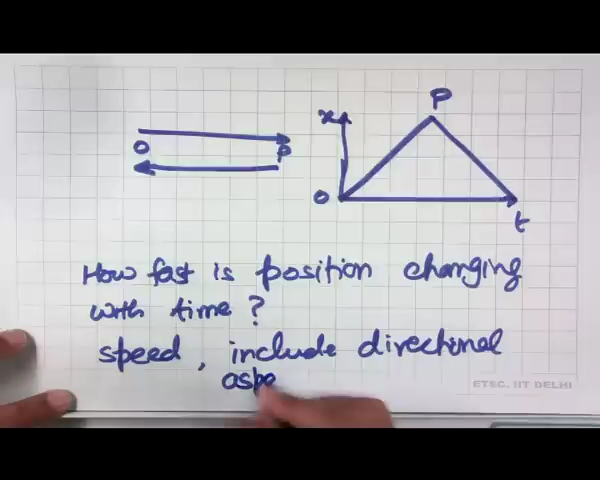 P
x
O
P
O
t
How fast is position changing
with time?
speed, include directional
aspe
ETSC, IIT DELHI